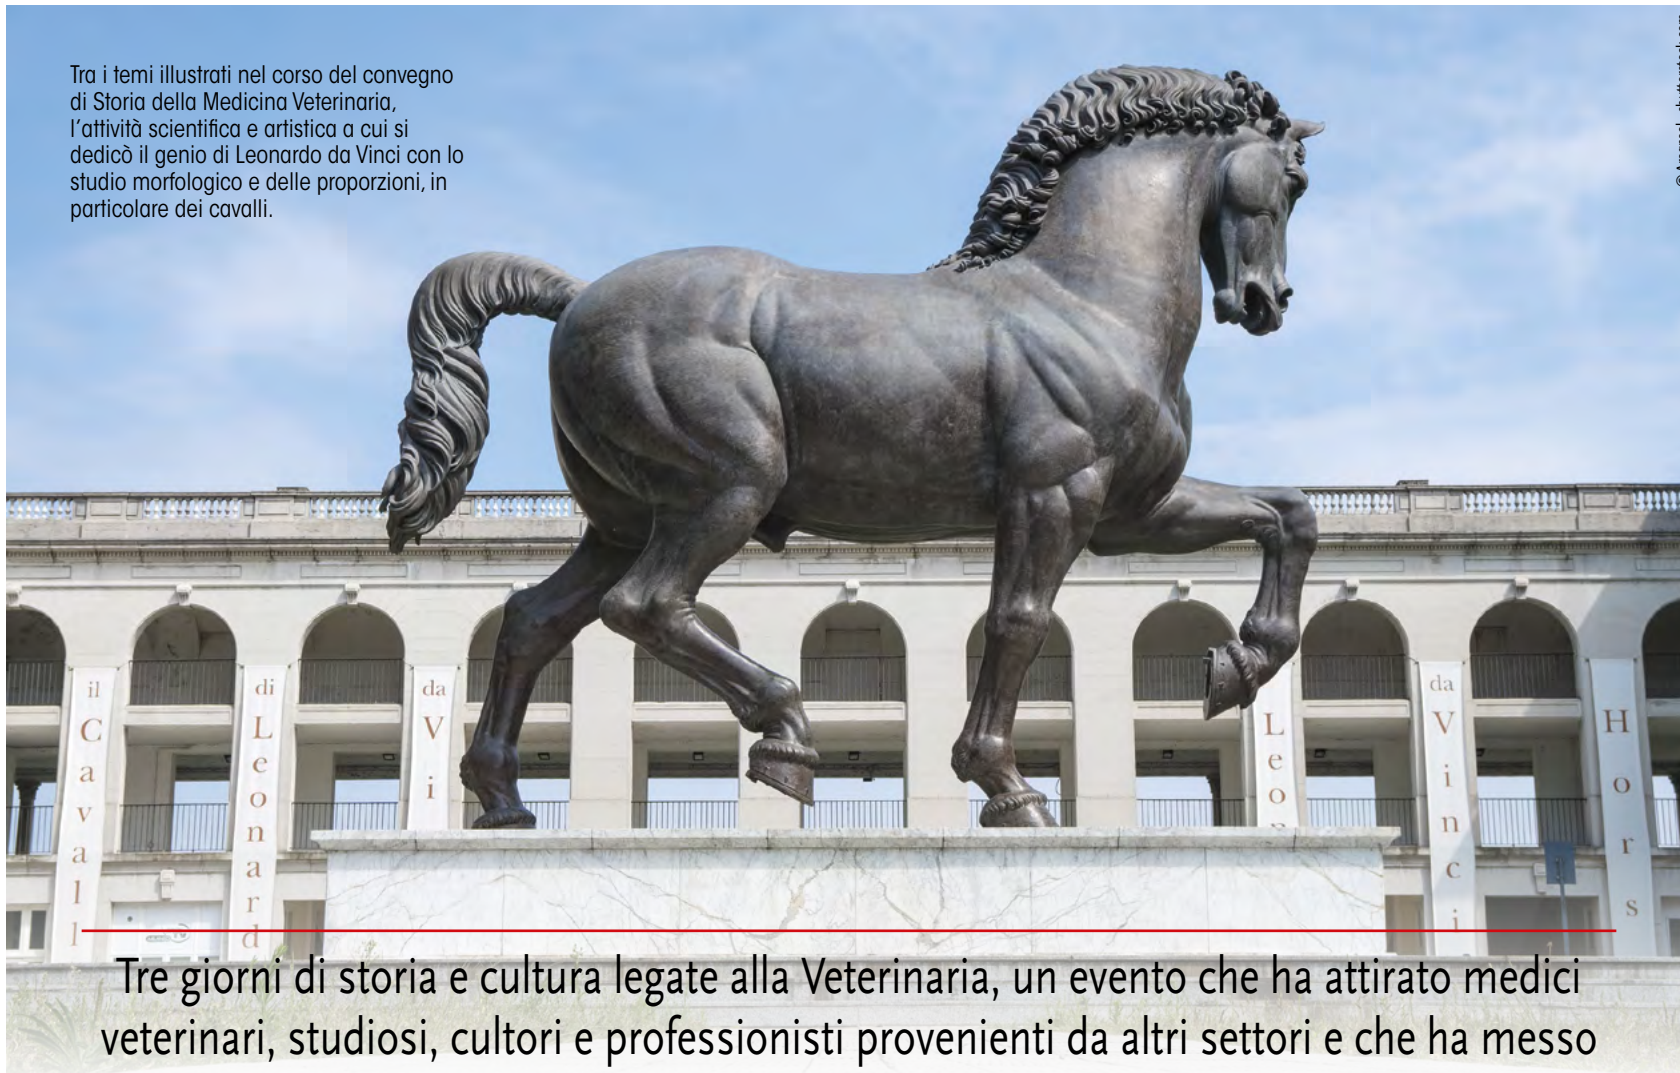 Tra i temi illustrati nel corso del convegno
di Storia della Medicina Veterinaria,
l'attività scientifica e artistica a cui si
dedicò il genio di Leonardo da Vinci con lo
studio morfologico e delle proporzioni, in
particolare dei cavalli.
il Cavall
di Leonard
da Vi
Leo
da Vinci
Hors
Tre giorni di storia e cultura legate alla Veterinaria, un evento che ha attirato medici
veterinari, studiosi, cultori e professionisti provenienti da altri settori e che ha messo